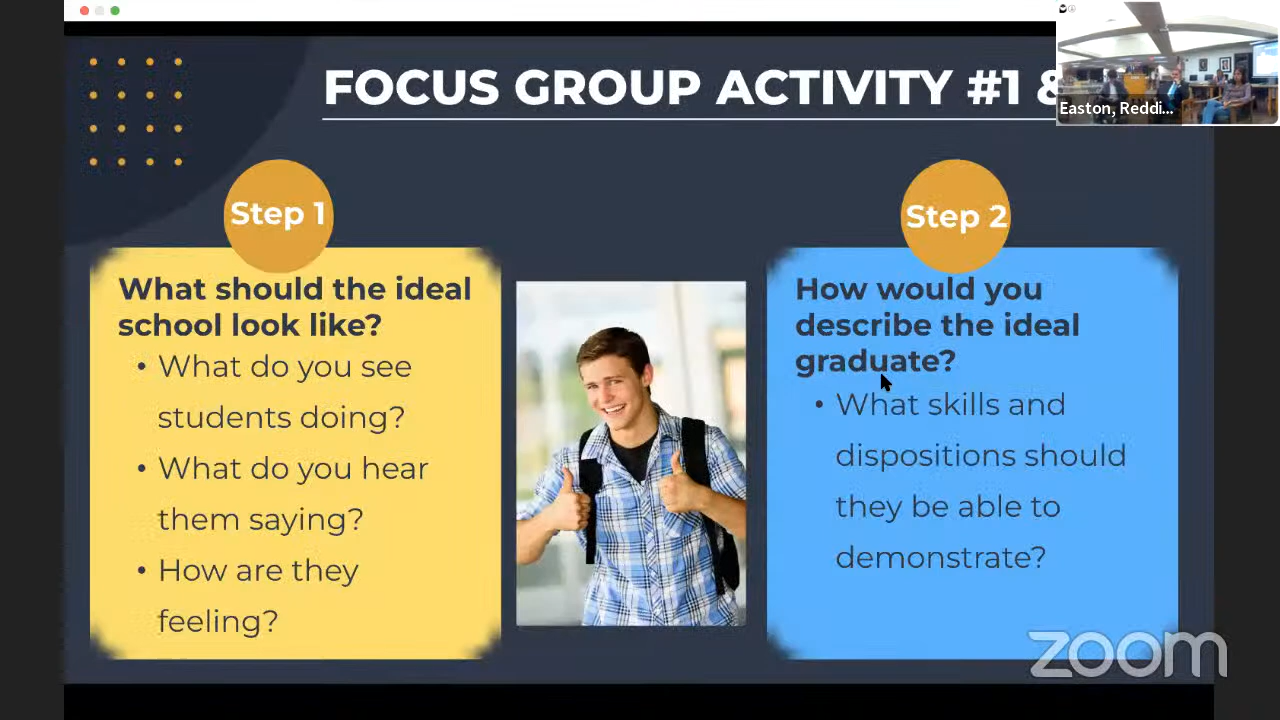 FOCUS GROUP ACTIVITY #1 &
Easton, Reddi...
Step 1
Step 2
What should the ideal
school look like?
• What do you see
students doing?
• What do you hear
them saying?
• How are they
feeling?
How would you
describe the ideal
graduate?
• What skills and
dispositions should
they be able to
demonstrate?
zoom